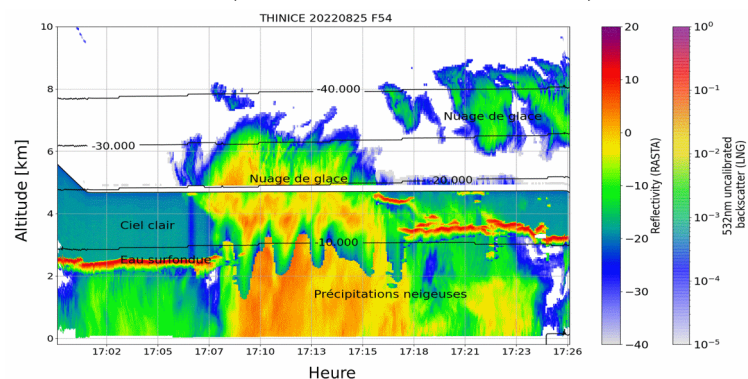 THINICE 20220825 F54
10
8
6
4
2
0
Altitude [km]
-40.000
-30.000
-20.000
-10.000
Nuage de glace
Nuage de glace
Ciel clair
Eau surfondue
Précipitations neigeuses
17:02 17:05 17:07 17:10 17:12 17:15 17:18 17:21 17:23 17:26
Heure
20
10
0
−10
−20
−30
−40
Reflectivity (RASTA)
10⁰
10⁻¹
10⁻²
10⁻³
10⁻⁴
10⁻⁵
532nm uncalibrated
backscatter (LNG)